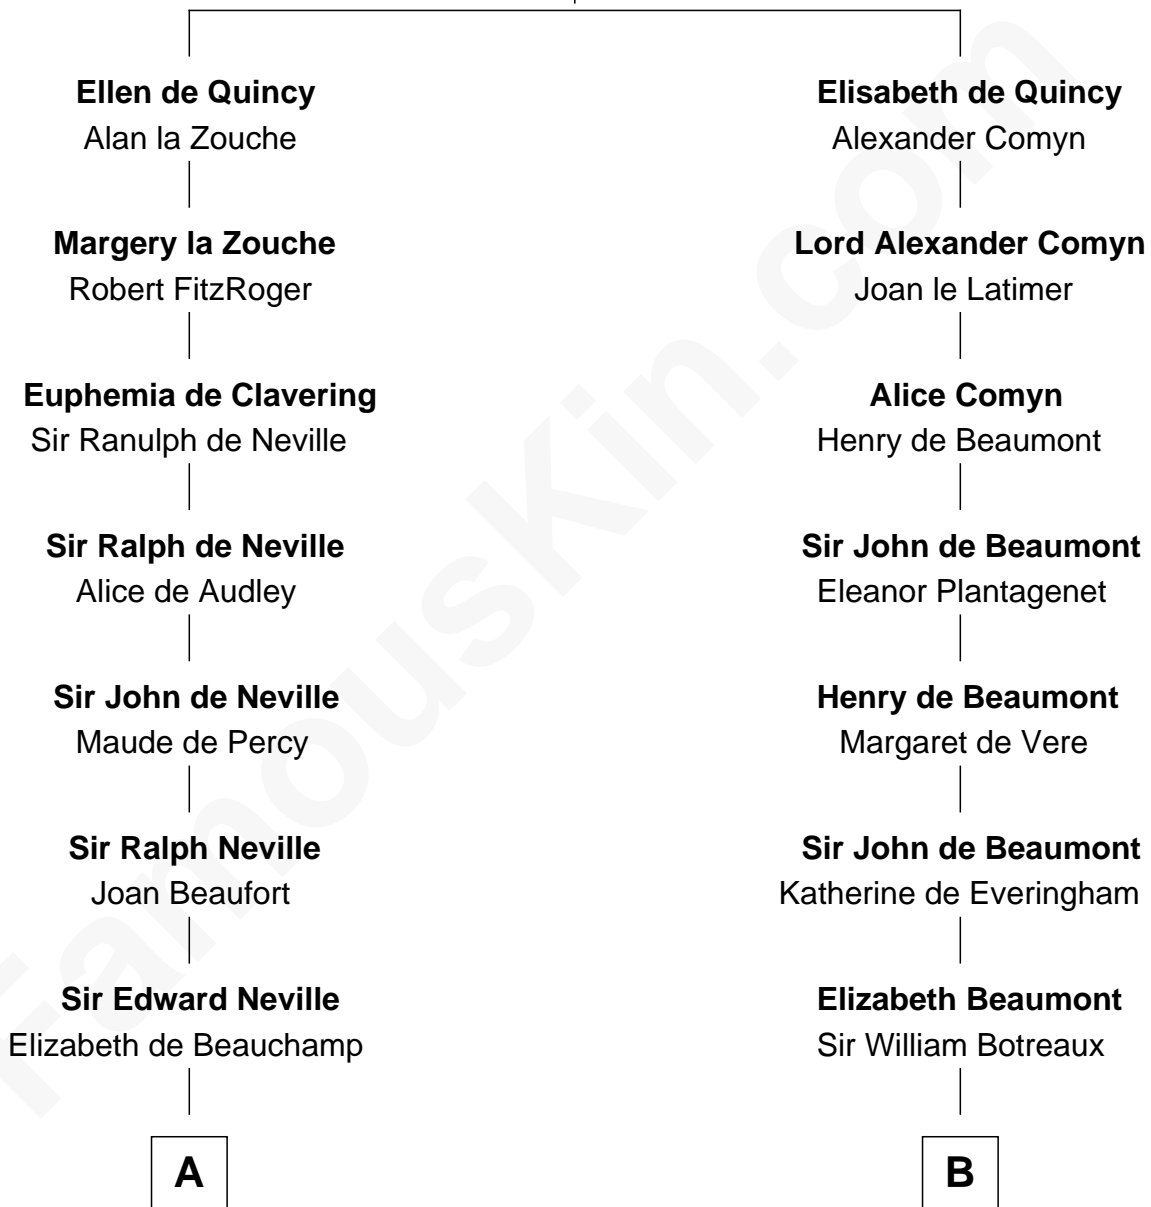 Ellen de Quincy
Alan la Zouche
Margery la Zouche
Robert FitzRoger
Euphemia de Clavering
Sir Ranulph de Neville
Sir Ralph de Neville
Alice de Audley
Sir John de Neville
Maude de Percy
Sir Ralph Neville
Joan Beaufort
Sir Edward Neville
Elizabeth de Beauchamp
A
Elisabeth de Quincy
Alexander Comyn
Lord Alexander Comyn
Joan le Latimer
Alice Comyn
Henry de Beaumont
Sir John de Beaumont
Eleanor Plantagenet
Henry de Beaumont
Margaret de Vere
Sir John de Beaumont
Katherine de Everingham
Elizabeth Beaumont
Sir William Botreaux
B
FamousKin.com